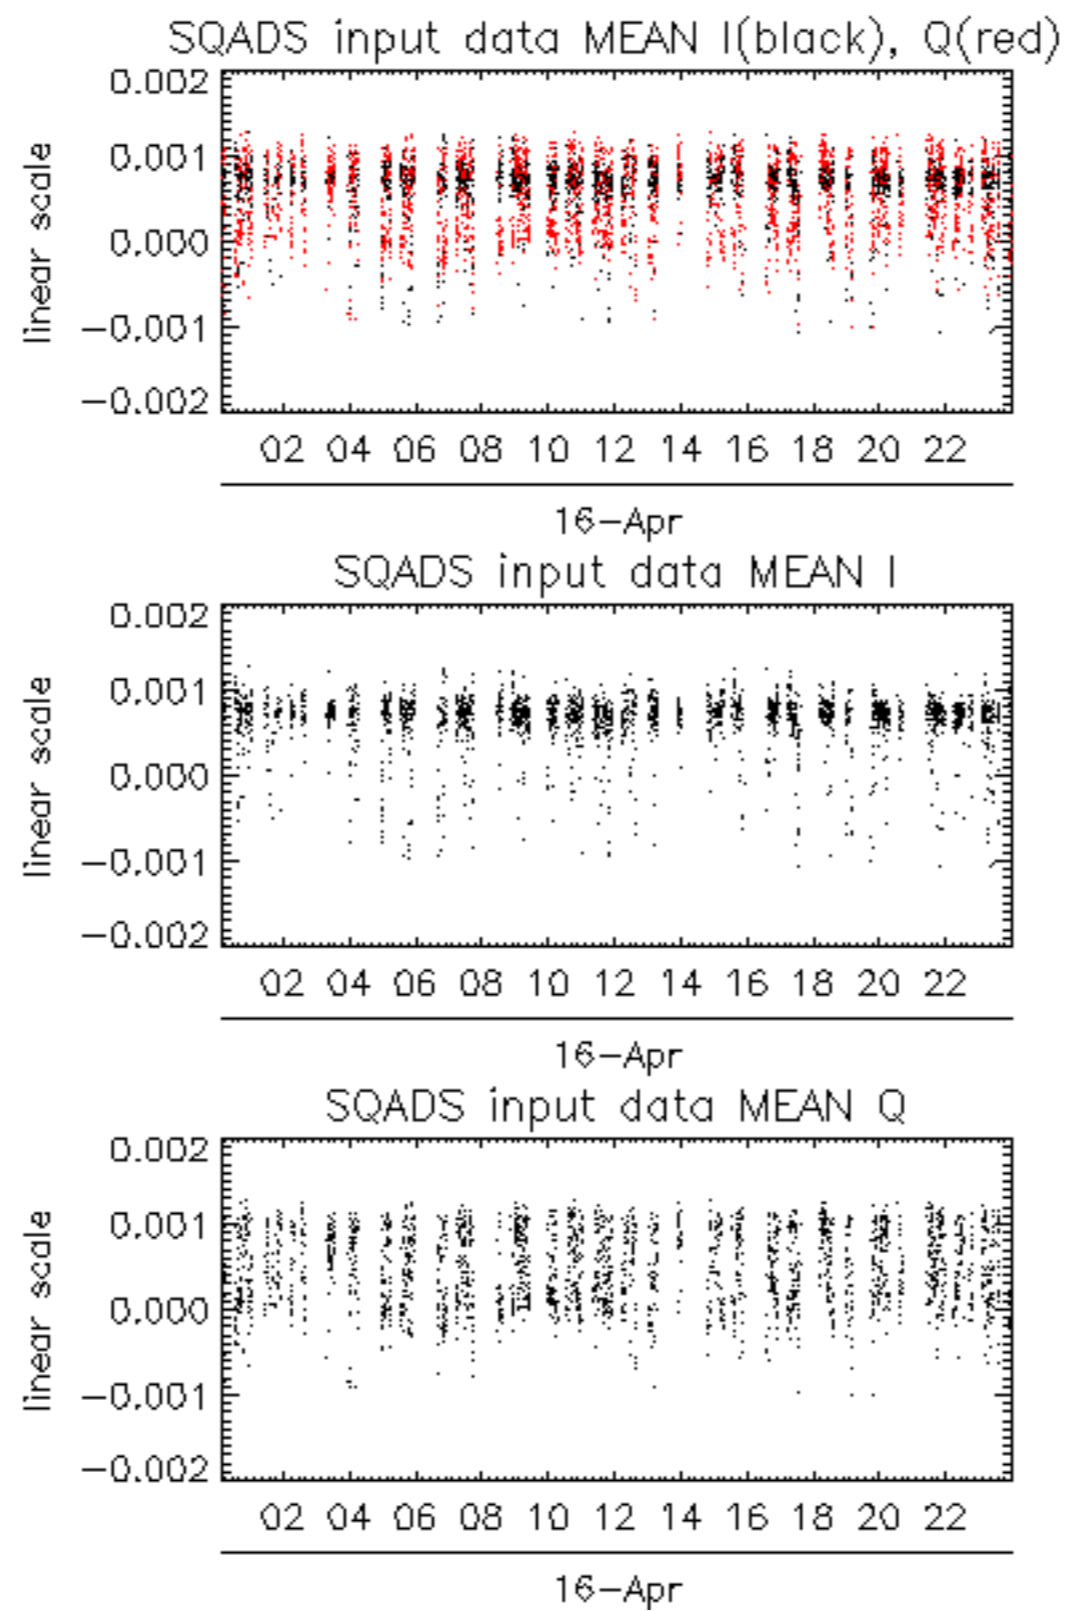 SQADS input data MEAN I(black), Q(red)
0.002
0.001
0.000
−0.001
−0.002
linear scale
02 04 06 08 10 12 14 16 18 20 22
16−Apr
SQADS input data MEAN I
0.002
0.001
0.000
−0.001
−0.002
linear scale
02 04 06 08 10 12 14 16 18 20 22
16−Apr
SQADS input data MEAN Q
0.002
0.001
0.000
−0.001
−0.002
linear scale
02 04 06 08 10 12 14 16 18 20 22
16−Apr